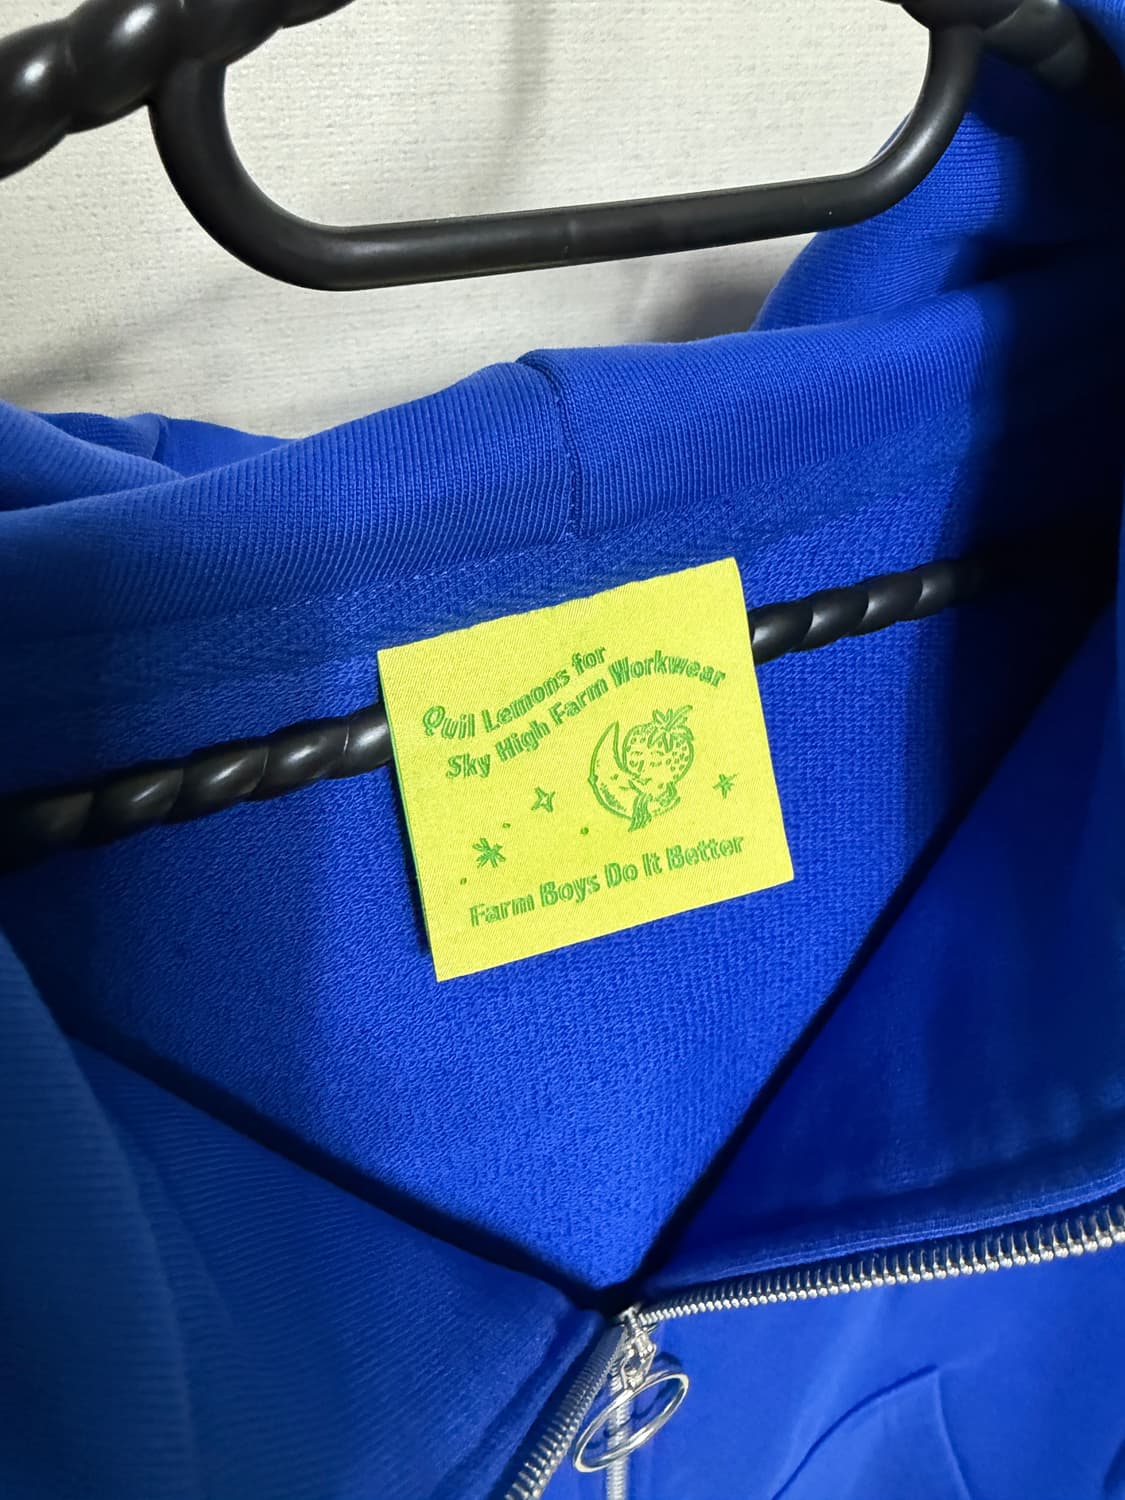 Quil Lemons for
Sky High Farm Workwear
Farm Boys Do It Better